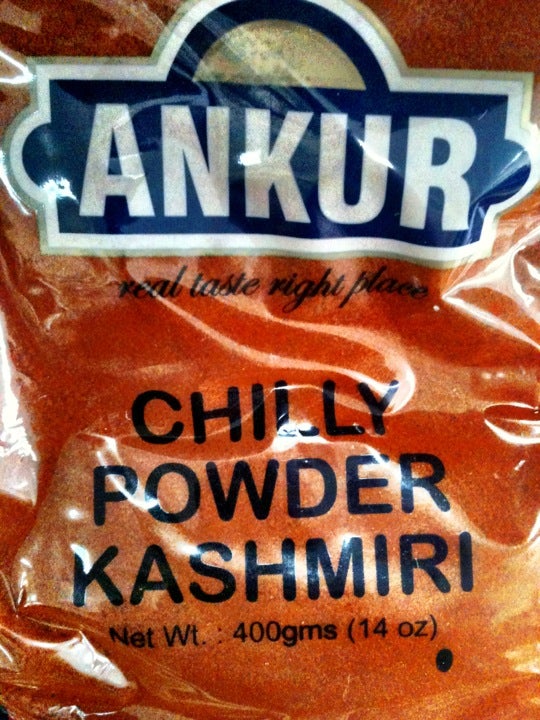 ANKUR
real taste right place
CHILLY
POWDER
KASHMIRI
Net Wt. : 400gms (14 oz)